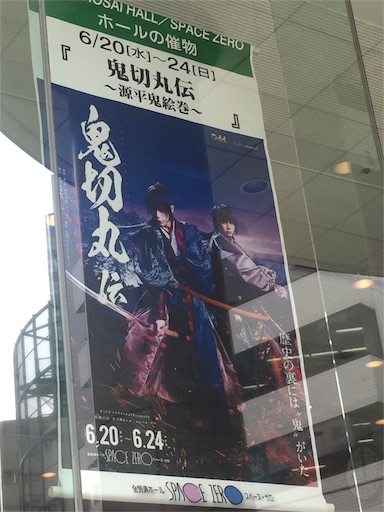 ROSAI HALL／SPACE ZERO
ホールの催物
6/20[水]～24[日]
『鬼切丸伝
～源平鬼絵巻～』
鬼切丸伝
歴史の裏には"鬼"がいた
6.20 - 6.24
SPACE ZERO
全労済ホール SPACE ZERO スペース・ゼロ